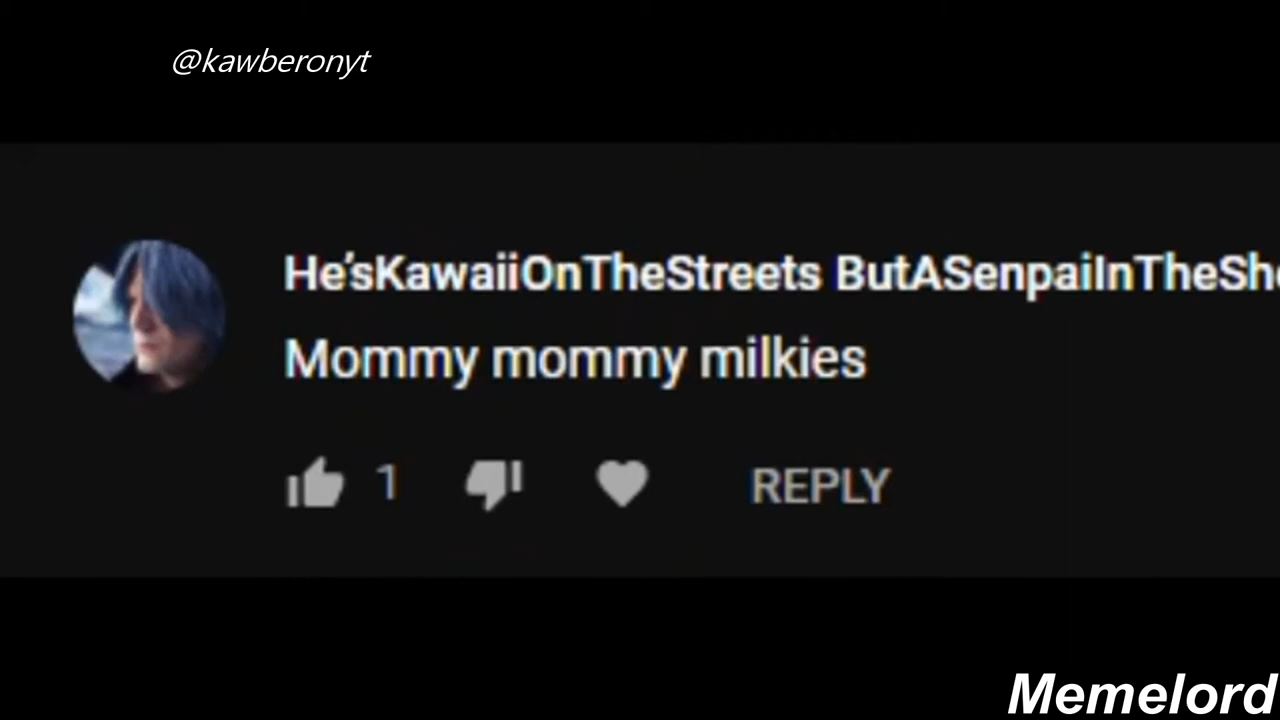 @kawberonyt
He'sKawaiiOnTheStreets ButASenpaiInTheSh
Mommy mommy milkies
1
REPLY
Memelord